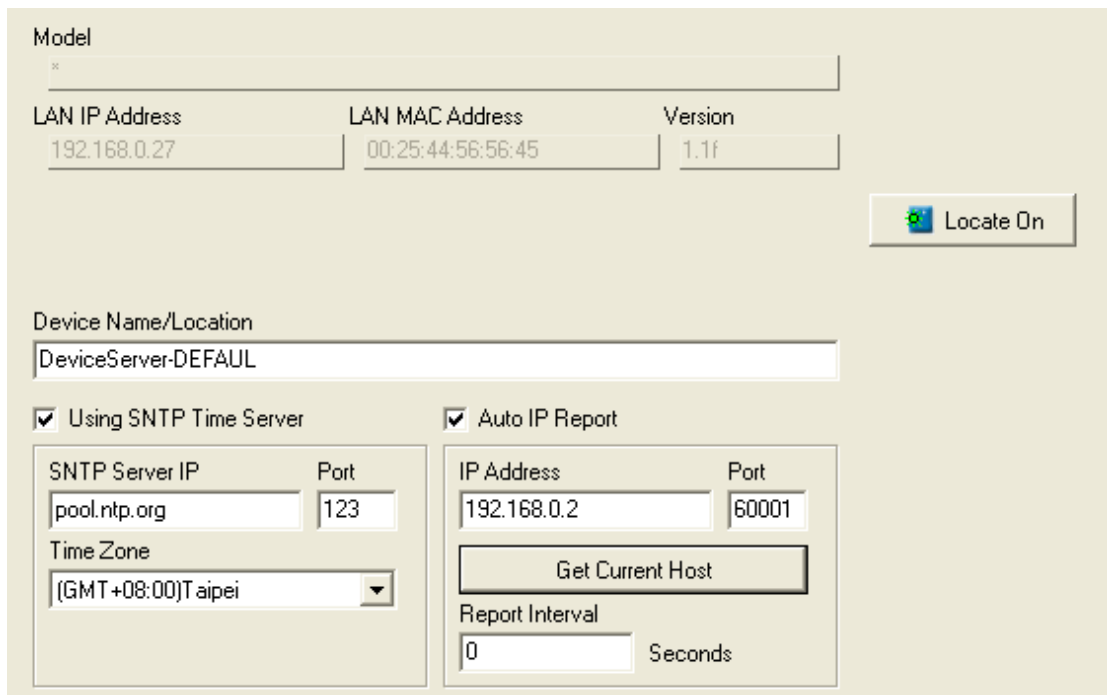 Model
*
LAN IP Address LAN MAC Address Version
192.168.0.27 00:25:44:56:56:45 1.1f
Locate On
Device Name/Location
DeviceServer-DEFAUL
Using SNTP Time Server Auto IP Report
SNTP Server IP Port IP Address Port
pool.ntp.org 123 192.168.0.2 60001
Time Zone Get Current Host
(GMT+08:00)Taipei
Report Interval
0 Seconds